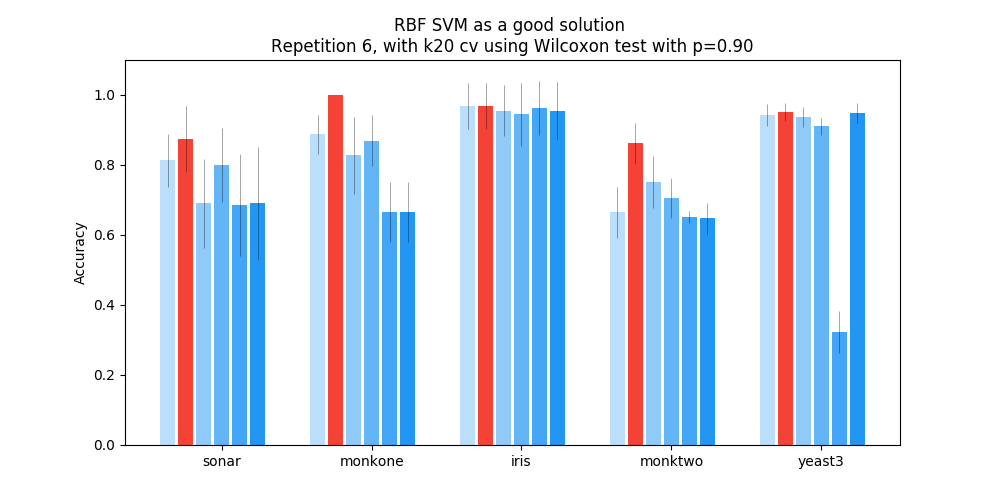 RBF SVM as a good solution
Repetition 6, with k20 cv using Wilcoxon test with p=0.90
Accuracy
1.0
0.8
0.6
0.4
0.2
0.0
sonar
monkone
iris
monktwo
yeast3